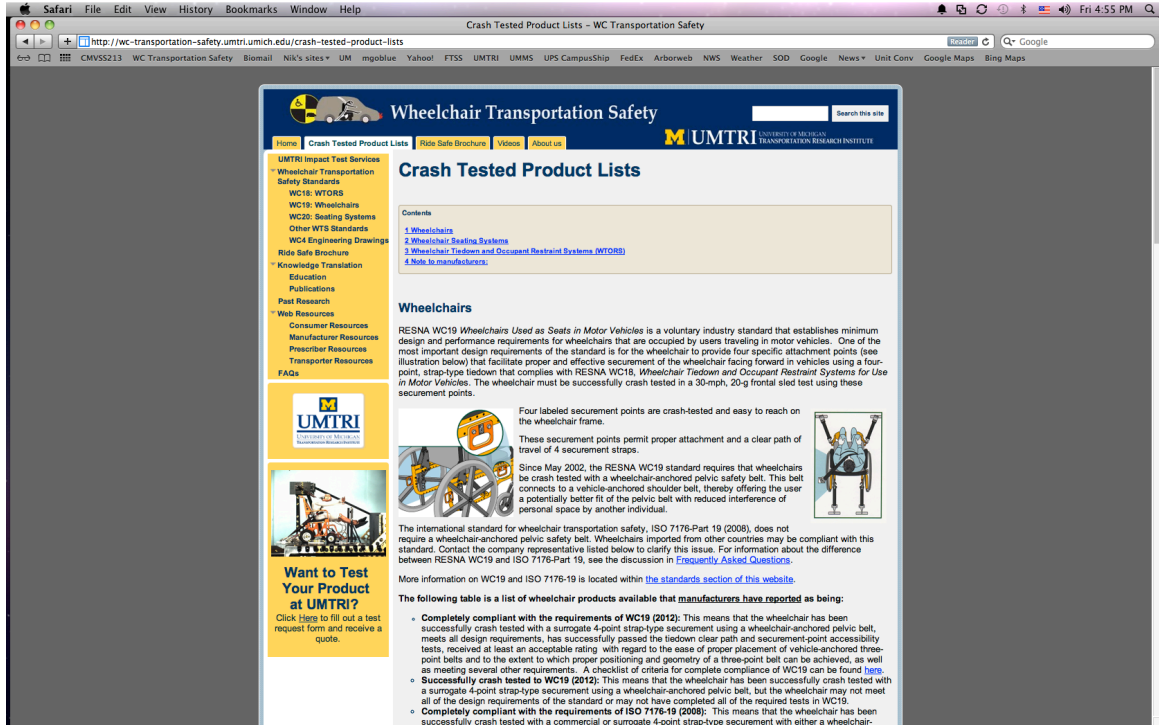 Safari File Edit View History Bookmarks Window Help Fri 4:55 PM
Crash Tested Product Lists – WC Transportation Safety
http://wc-transportation-safety.umtri.umich.edu/crash-tested-product-lists Reader Google
CMVSS213 WC Transportation Safety Biomail Nik's sites UM mgoblue Yahoo! FTSS UMTRI UMMS UPS CampusShip FedEx Arborweb NWS Weather SOD Google News Unit Conv Google Maps Bing Maps
Wheelchair Transportation Safety
Search this site
M UMTRI UNIVERSITY OF MICHIGAN
TRANSPORTATION RESEARCH INSTITUTE
Home Crash Tested Product Lists Ride Safe Brochure Videos About us
UMTRI Impact Test Services
Wheelchair Transportation
Safety Standards
WC18: WTORS
WC19: Wheelchairs
WC20: Seating Systems
Other WTS Standards
WC4 Engineering Drawings
Ride Safe Brochure
Knowledge Translation
Education
Publications
Past Research
Web Resources
Consumer Resources
Manufacturer Resources
Prescriber Resources
Transporter Resources
FAQs
M
UMTRI
UNIVERSITY OF MICHIGAN
TRANSPORTATION RESEARCH INSTITUTE
Want to Test
Your Product
at UMTRI?
Click Here to fill out a test
request form and receive a
quote.
Crash Tested Product Lists
Contents
1 Wheelchairs
2 Wheelchair Seating Systems
3 Wheelchair Tiedown and Occupant Restraint Systems (WTORS)
4 Note to manufacturers:
Wheelchairs
RESNA WC19 Wheelchairs Used as Seats in Motor Vehicles is a voluntary industry standard that establishes minimum
design and performance requirements for wheelchairs that are occupied by users traveling in motor vehicles. One of the
most important design requirements of the standard is for the wheelchair to provide four specific attachment points (see
illustration below) that facilitate proper and effective securement of the wheelchair facing forward in vehicles using a four-
point, strap-type tiedown that complies with RESNA WC18, Wheelchair Tiedown and Occupant Restraint Systems for Use
in Motor Vehicles. The wheelchair must be successfully crash tested in a 30-mph, 20-g frontal sled test using these
securement points.
Four labeled securement points are crash-tested and easy to reach on
the wheelchair frame.
These securement points permit proper attachment and a clear path of
travel of 4 securement straps.
Since May 2002, the RESNA WC19 standard requires that wheelchairs
be crash tested with a wheelchair-anchored pelvic safety belt. This belt
connects to a vehicle-anchored shoulder belt, thereby offering the user
a potentially better fit of the pelvic belt with reduced interference of
personal space by another individual.
The international standard for wheelchair transportation safety, ISO 7176-Part 19 (2008), does not
require a wheelchair-anchored pelvic safety belt. Wheelchairs imported from other countries may be compliant with this
standard. Contact the company representative listed below to clarify this issue. For information about the difference
between RESNA WC19 and ISO 7176-Part 19, see the discussion in Frequently Asked Questions.
More information on WC19 and ISO 7176-19 is located within the standards section of this website.
The following table is a list of wheelchair products available that manufacturers have reported as being:
Completely compliant with the requirements of WC19 (2012): This means that the wheelchair has been
successfully crash tested with a surrogate 4-point strap-type securement using a wheelchair-anchored pelvic belt,
meets all design requirements, has successfully passed the tiedown clear path and securement-point accessibility
tests, received at least an acceptable rating with regard to the ease of proper placement of vehicle-anchored three-
point belts and to the extent to which proper positioning and geometry of a three-point belt can be achieved, as well
as meeting several other requirements. A checklist of criteria for complete compliance of WC19 can be found here.
Successfully crash tested to WC19 (2012): This means that the wheelchair has been successfully crash tested with
a surrogate 4-point strap-type securement using a wheelchair-anchored pelvic belt, but the wheelchair may not meet
all of the design requirements of the standard or may not have completed all of the required tests in WC19.
Completely compliant with the requirements of ISO 7176-19 (2008): This means that the wheelchair has been
successfully crash tested with a commercial or surrogate 4-point strap-type securement with either a wheelchair-